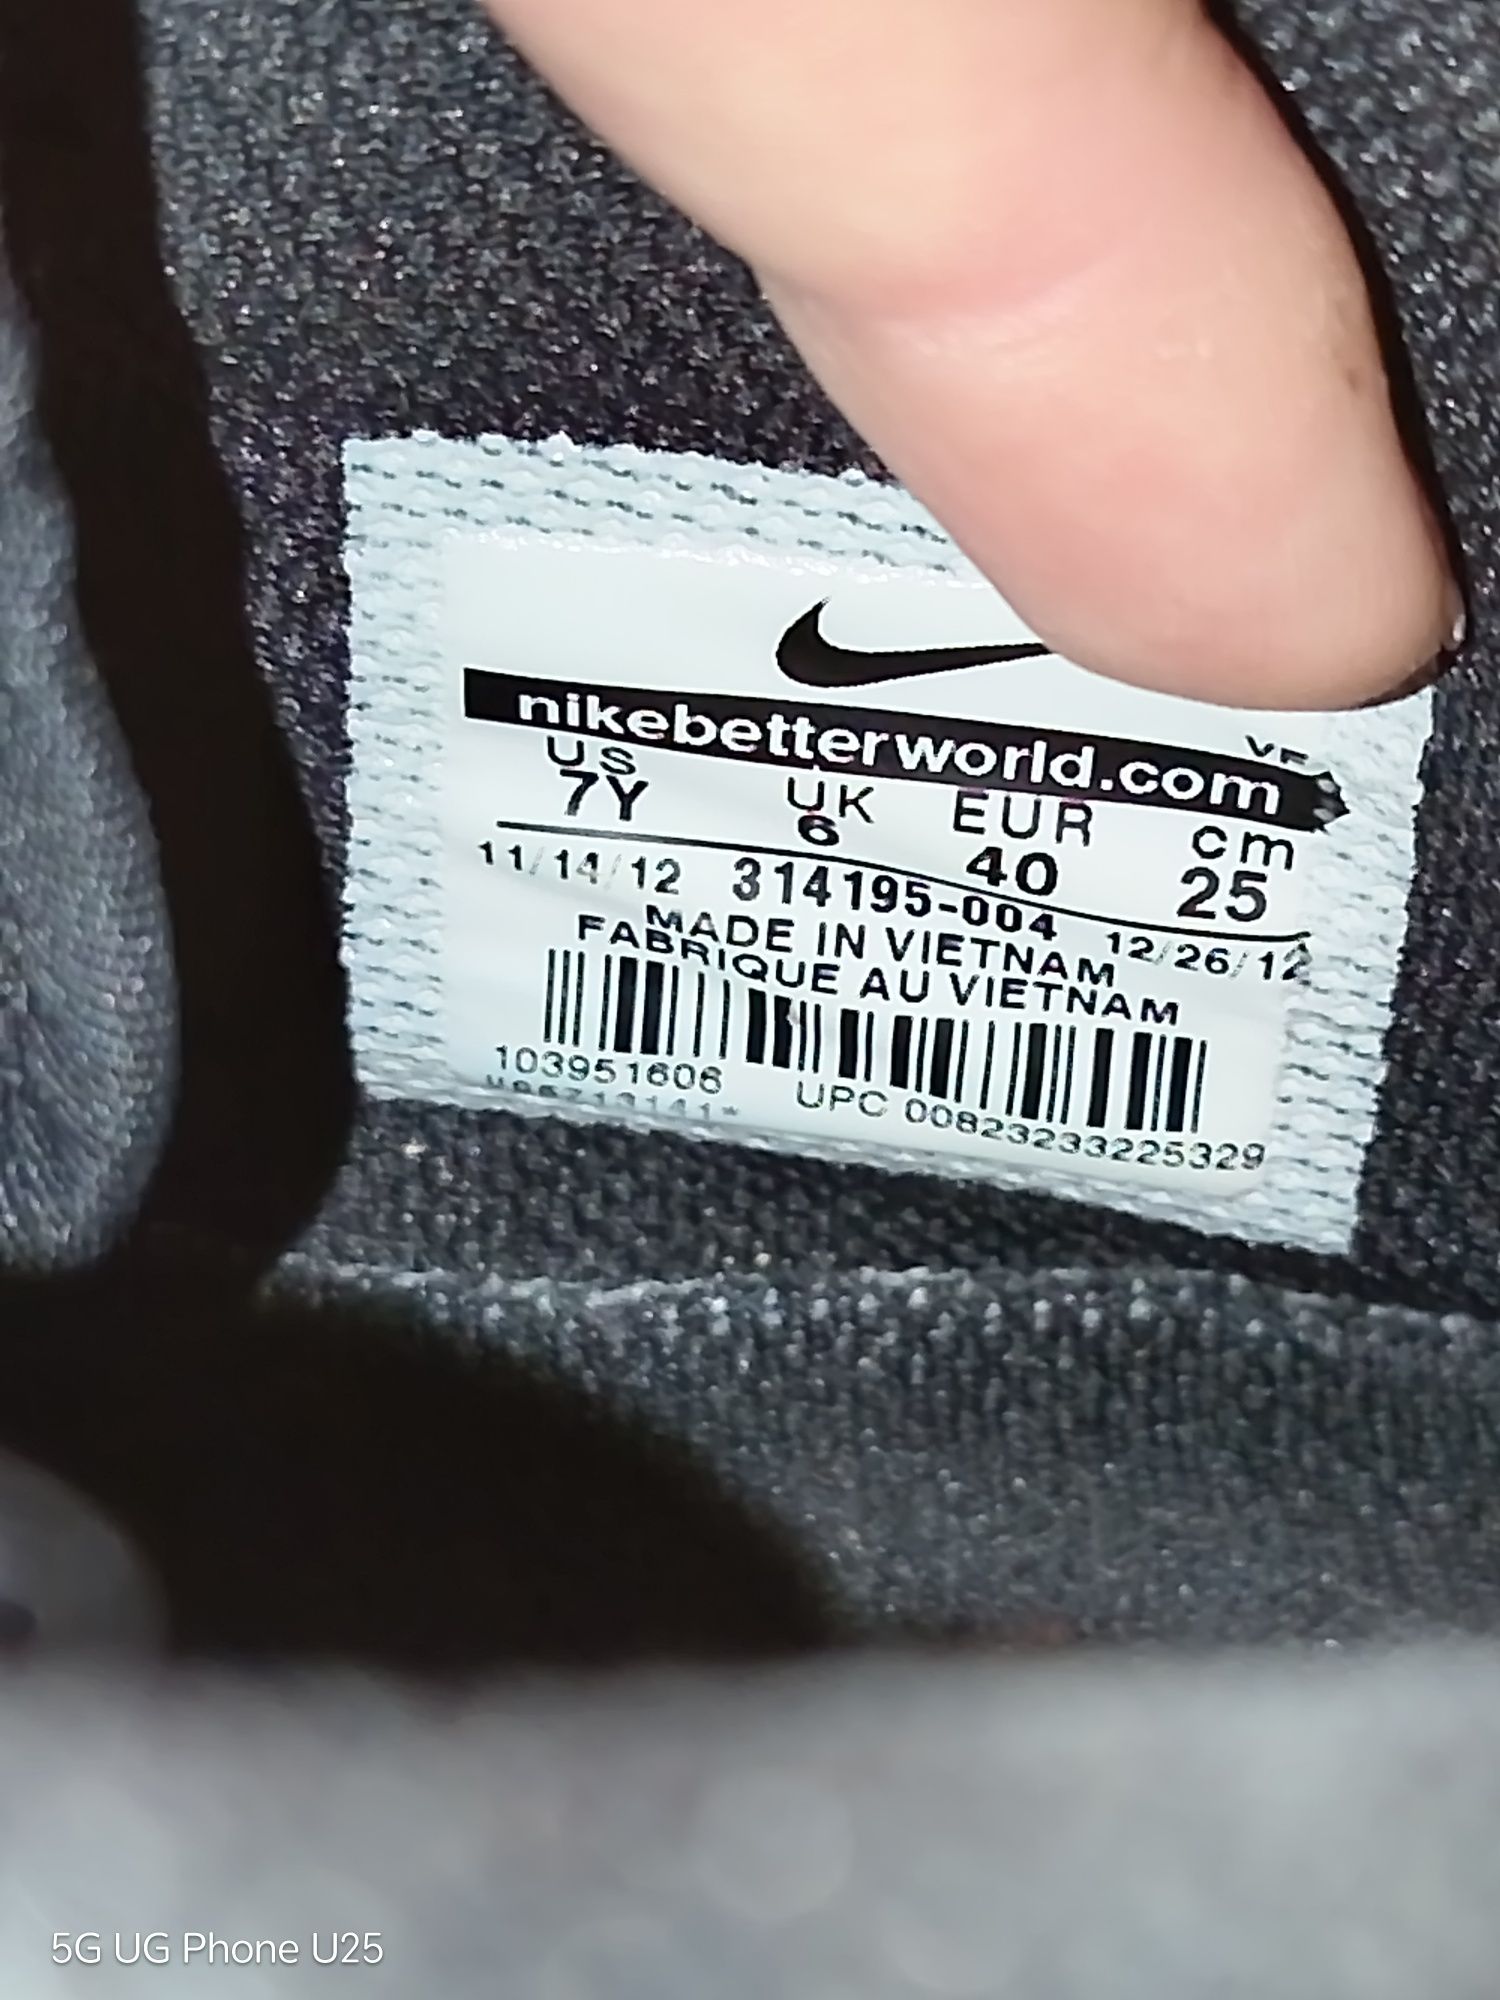 nikebetterworld.com
US UK EUR cm
7Y 6 40 25
11/14/12 314195-004 12/26/12
MADE IN VIETNAM
FABRIQUE AU VIETNAM
103951606 UPC 00823233225329
5G UG Phone U25